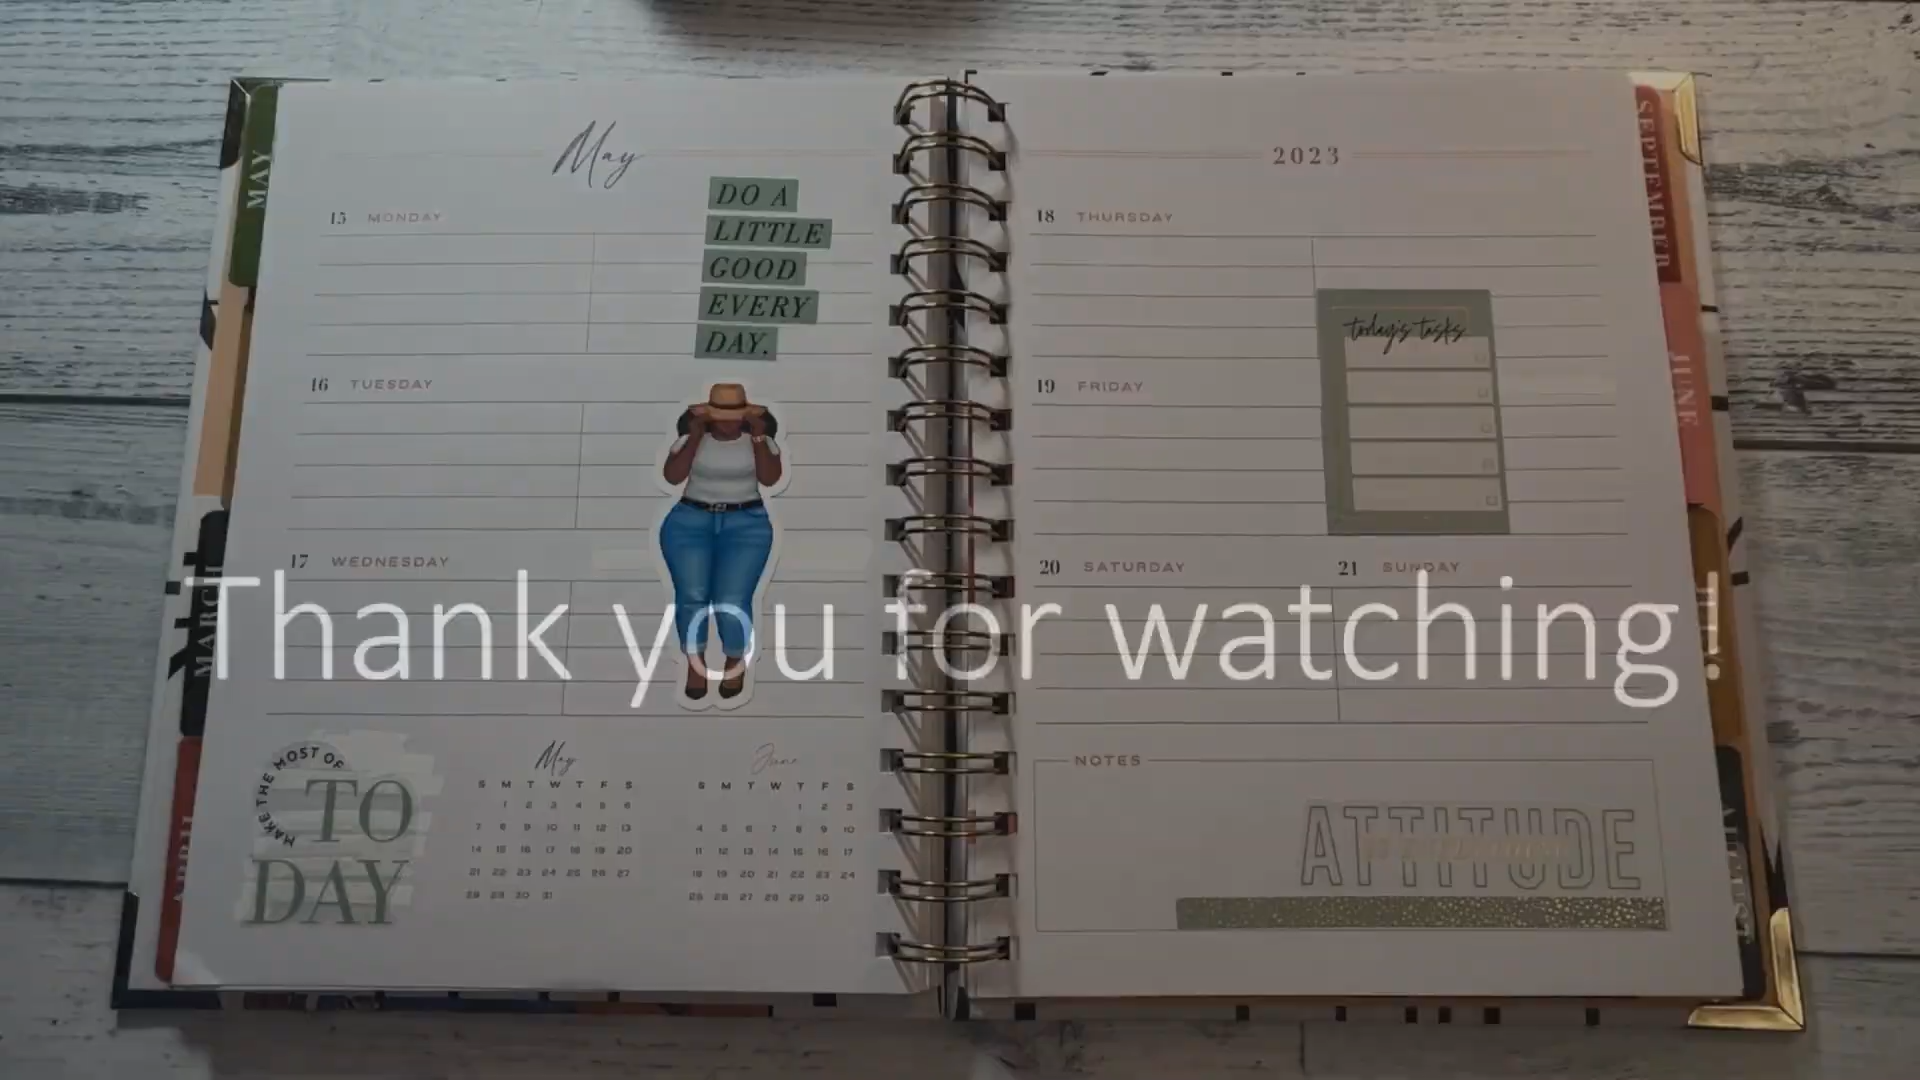 May
2023
MAY
SEPTEMBER
15 MONDAY
DO A
LITTLE
GOOD
EVERY
DAY.
18 THURSDAY
today's tasks
16 TUESDAY
19 FRIDAY
JUNE
17 WEDNESDAY
20 SATURDAY 21 SUNDAY
Thank you for watching!
MARCH
MAKE THE MOST OF
TO
DAY
May
S M T W T F S
1 2 3 4 5 6
7 8 9 10 11 12 13
14 15 16 17 18 19 20
21 22 23 24 25 26 27
28 29 30 31
June
S M T W T F S
1 2 3
4 5 6 7 8 9 10
11 12 13 14 15 16 17
18 19 20 21 22 23 24
25 26 27 28 29 30
NOTES
ATTITUDE
APRIL